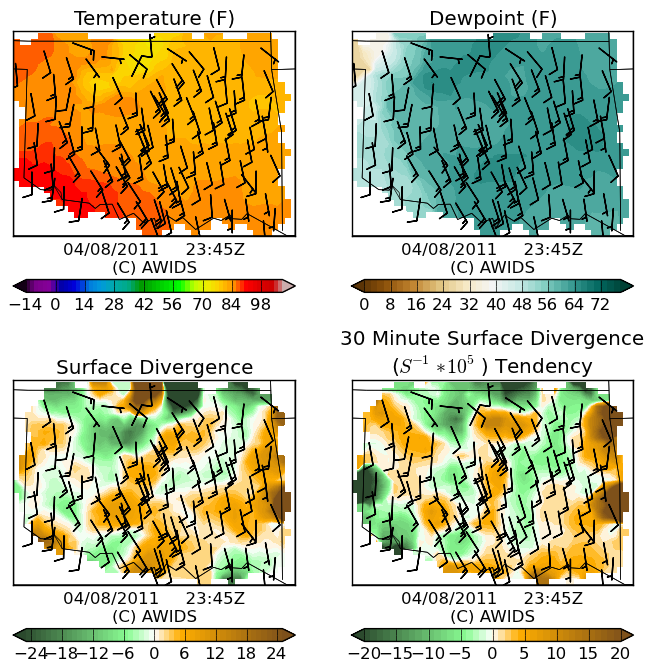 Temperature (F)
Dewpoint (F)
04/08/2011 23:45Z
(C) AWIDS
04/08/2011 23:45Z
(C) AWIDS
−14 0 14 28 42 56 70 84 98
0 8 16 24 32 40 48 56 64 72
Surface Divergence
30 Minute Surface Divergence
(S^{-1} *10^5 ) Tendency
04/08/2011 23:45Z
(C) AWIDS
04/08/2011 23:45Z
(C) AWIDS
−24 −18 −12 −6 0 6 12 18 24
−20 −15 −10 −5 0 5 10 15 20